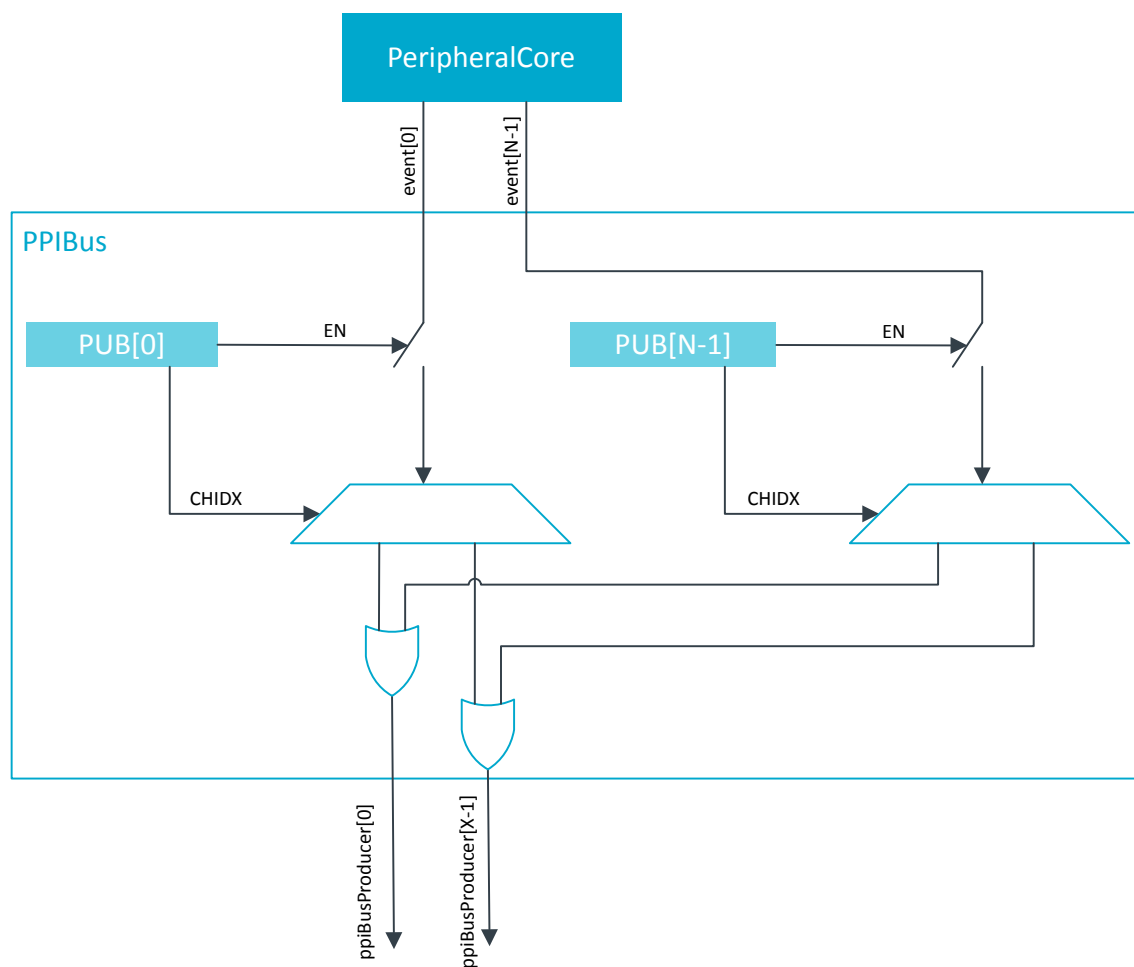 PeripheralCore
event[0]
event[N-1]
PPIBus
PUB[0]
EN
PUB[N-1]
EN
CHIDX
CHIDX
ppiBusProducer[0]
ppiBusProducer[X-1]